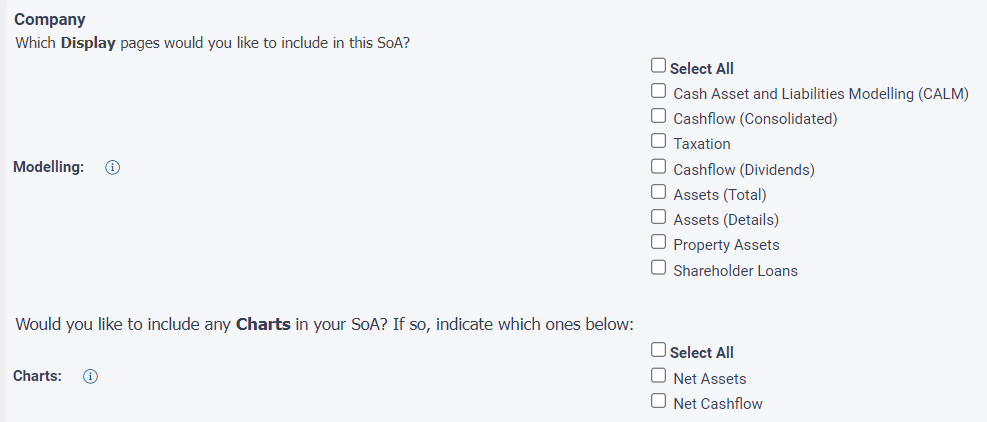 Company
Which Display pages would you like to include in this SoA?
Select All
Cash Asset and Liabilities Modelling (CALM)
Cashflow (Consolidated)
Taxation
Modelling:
Cashflow (Dividends)
Assets (Total)
Assets (Details)
Property Assets
Shareholder Loans
Would you like to include any Charts in your SoA? If so, indicate which ones below:
Select All
Charts:
Net Assets
Net Cashflow